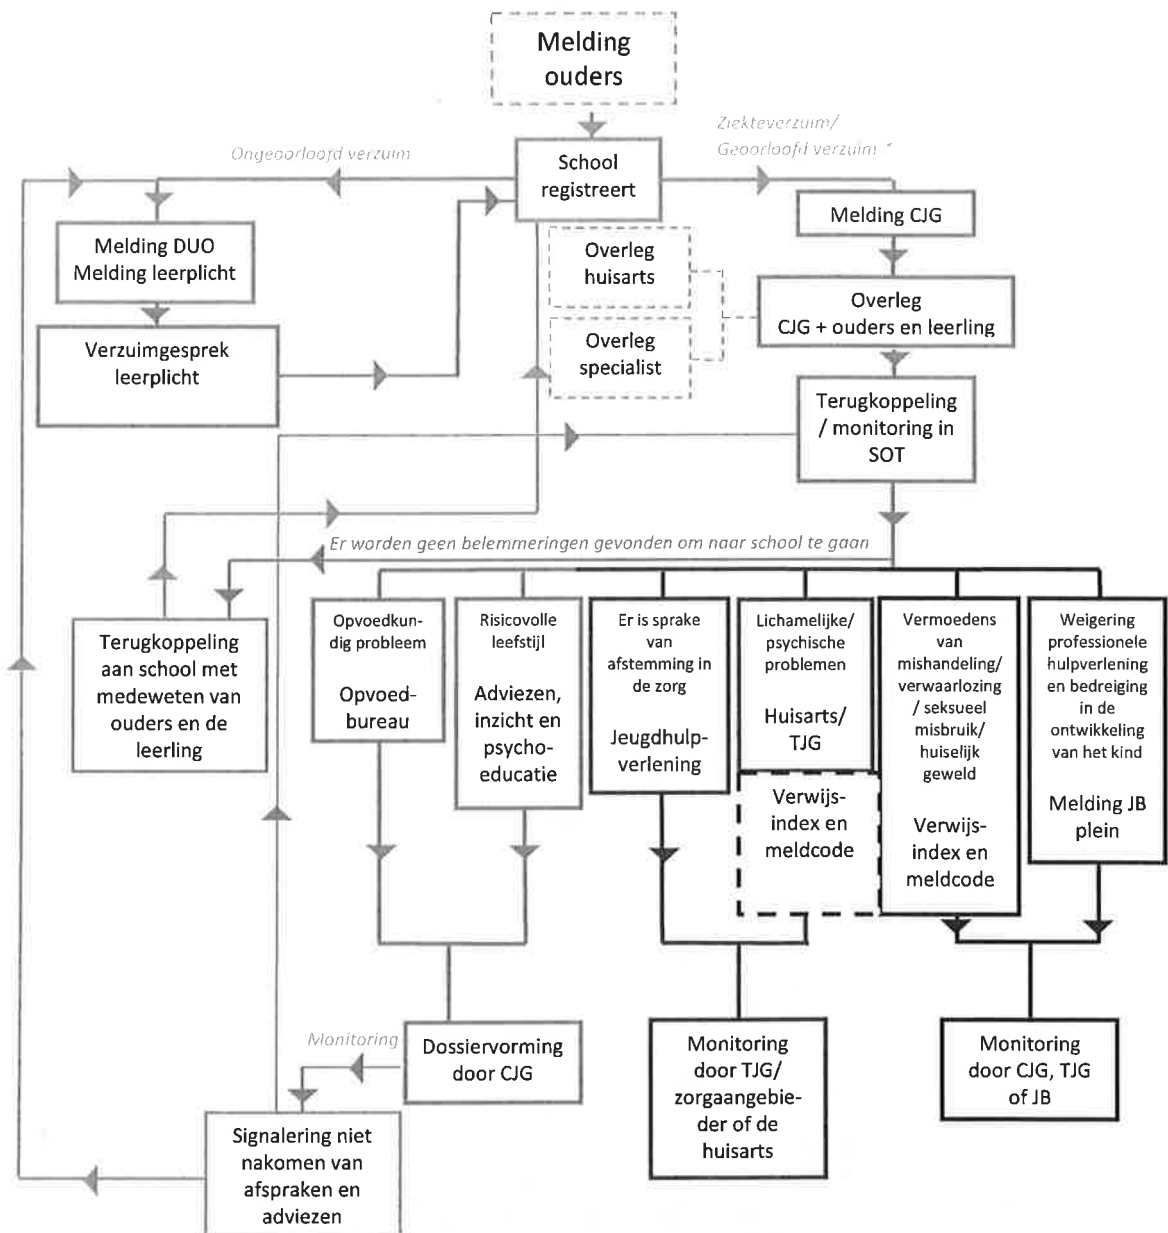 Melding
ouders
Ziekteverzuim/
Geoorloofd verzuim *
Ongeoorloofd verzuim
School
registreert
Melding CJG
Melding DUO
Melding leerplicht
Overleg
huisarts
Overleg
CJG + ouders en leerling
Verzuimgesprek
leerplicht
Overleg
specialist
Terugkoppeling
/ monitoring in
SOT
Er worden geen belemmeringen gevonden om naar school te gaan
Terugkoppeling
aan school met
medeweten van
ouders en de
leerling
Opvoedkun-
dig probleem
Opvoed-
bureau
Risicovolle
leefstijl
Adviezen,
inzicht en
psycho-
educatie
Er is sprake
van
afstemming in
de zorg
Jeugdhulp-
verlening
Lichamelijke/
psychische
problemen
Huisarts/
TJG
Verwijs-
index en
meldcode
Vermoedens
van
mishandeling/
verwaarlozing
/ seksueel
misbruik/
huiselijk
geweld
Verwijs-
index en
meldcode
Weigering
professionele
hulpverlening
en bedreiging
in de
ontwikkeling
van het kind
Melding JB
plein
Monitoring
Dossiervorming
door CJG
Monitoring
door TJG/
zorgaangebie-
der of de
huisarts
Monitoring
door CJG, TJG
of JB
Signalering niet
nakomen van
afspraken en
adviezen